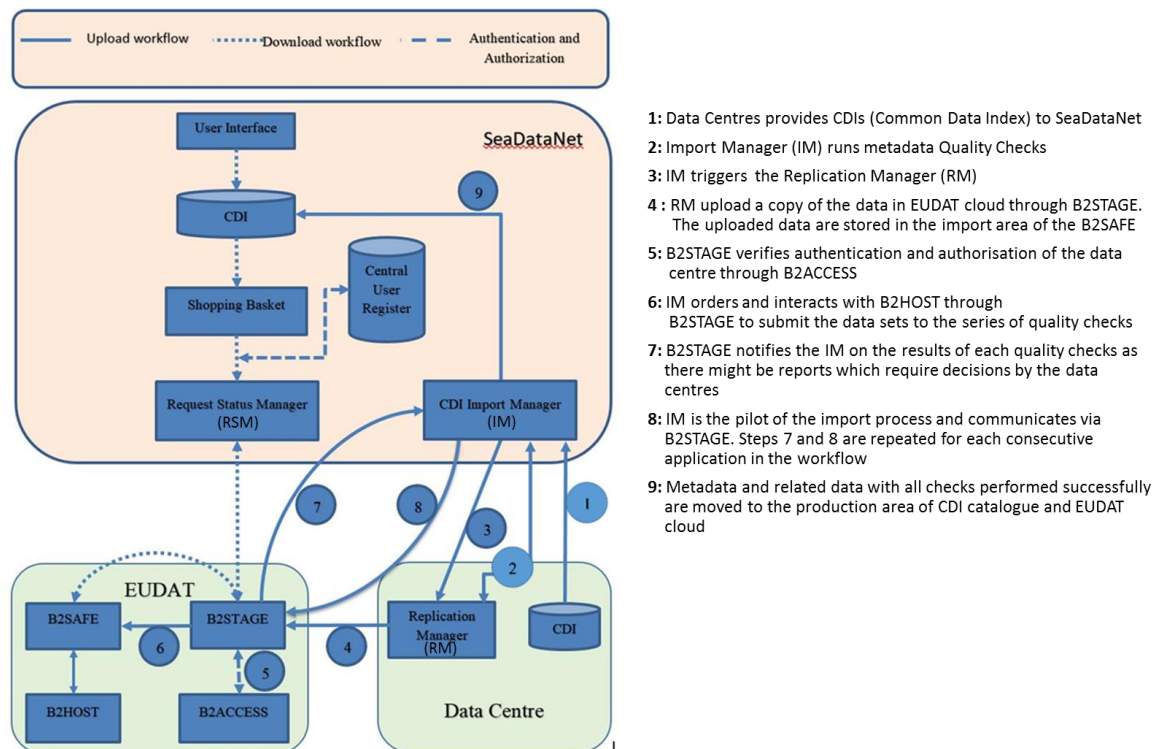 Upload workflow
Download workflow
Authentication and
Authorization
SeaDataNet
User Interface
CDI
9
Central
User
Register
Shopping Basket
Request Status Manager
(RSM)
CDI Import Manager
(IM)
7
8
3
1
2
EUDAT
B2SAFE
B2STAGE
6
5
4
B2HOST
B2ACCESS
Replication
Manager
(RM)
CDI
Data Centre
1: Data Centres provides CDIs (Common Data Index) to SeaDataNet
2: Import Manager (IM) runs metadata Quality Checks
3: IM triggers the Replication Manager (RM)
4 : RM upload a copy of the data in EUDAT cloud through B2STAGE.
The uploaded data are stored in the import area of the B2SAFE
5: B2STAGE verifies authentication and authorisation of the data
centre through B2ACCESS
6: IM orders and interacts with B2HOST through
B2STAGE to submit the data sets to the series of quality checks
7: B2STAGE notifies the IM on the results of each quality checks as
there might be reports which require decisions by the data
centres
8: IM is the pilot of the import process and communicates via
B2STAGE. Steps 7 and 8 are repeated for each consecutive
application in the workflow
9: Metadata and related data with all checks performed successfully
are moved to the production area of CDI catalogue and EUDAT
cloud